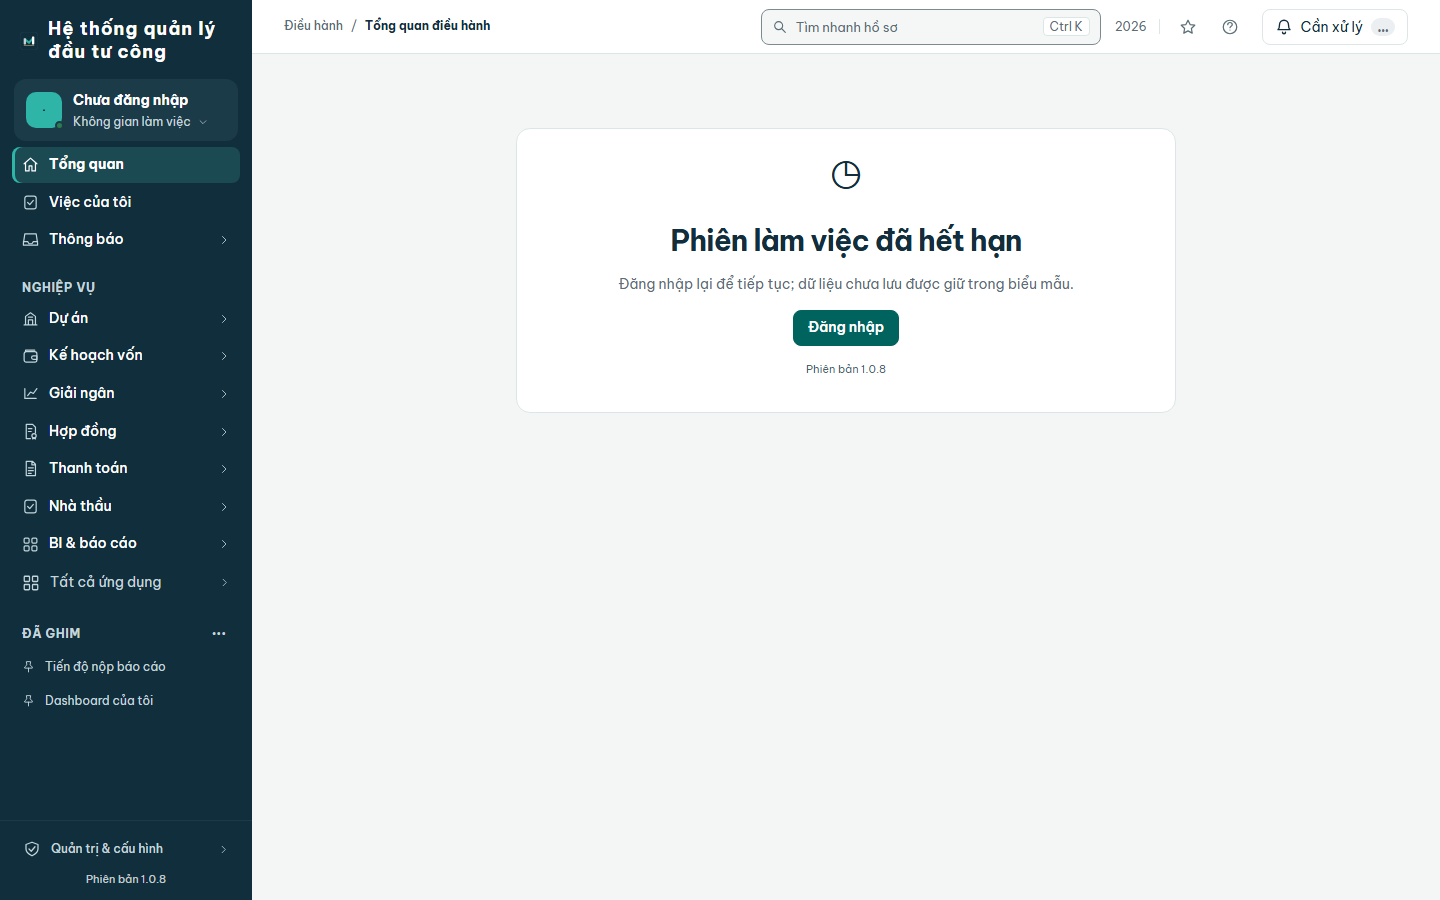 Hệ thống quản lý
đầu tư công
Chưa đăng nhập
Không gian làm việc
Tổng quan
Việc của tôi
Thông báo
NGHIỆP VỤ
Dự án
Kế hoạch vốn
Giải ngân
Hợp đồng
Thanh toán
Nhà thầu
BI & báo cáo
Tất cả ứng dụng
ĐÃ GHIM
Tiến độ nộp báo cáo
Dashboard của tôi
Quản trị & cấu hình
Phiên bản 1.0.8
Điều hành / Tổng quan điều hành
Tìm nhanh hồ sơ Ctrl K
2026
Cần xử lý ...
Phiên làm việc đã hết hạn
Đăng nhập lại để tiếp tục; dữ liệu chưa lưu được giữ trong biểu mẫu.
Đăng nhập
Phiên bản 1.0.8